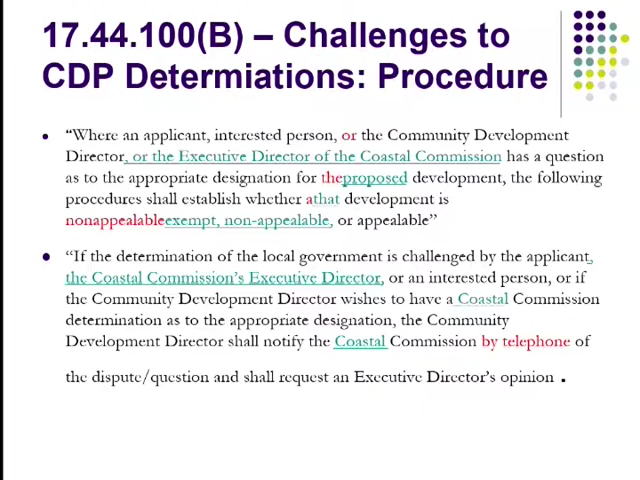 17.44.100(B) – Challenges to
CDP Determiations: Procedure
“Where an applicant, interested person, or the Community Development
Director, or the Executive Director of the Coastal Commission has a question
as to the appropriate designation for theproposed development, the following
procedures shall establish whether athat development is
nonappealableexempt, non-appealable, or appealable”
“If the determination of the local government is challenged by the applicant,
the Coastal Commission’s Executive Director, or an interested person, or if
the Community Development Director wishes to have a Coastal Commission
determination as to the appropriate designation, the Community
Development Director shall notify the Coastal Commission by telephone of
the dispute/question and shall request an Executive Director’s opinion .